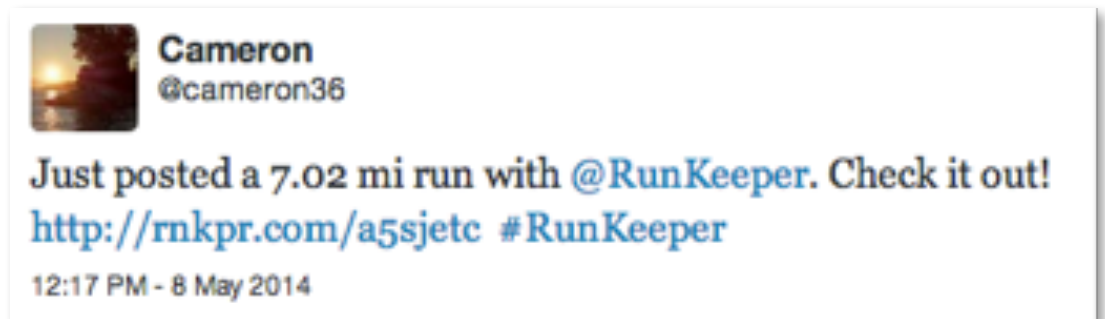 Cameron
@cameron36
Just posted a 7.02 mi run with @RunKeeper. Check it out!
http://rnkpr.com/a5sjetc #RunKeeper
12:17 PM - 8 May 2014